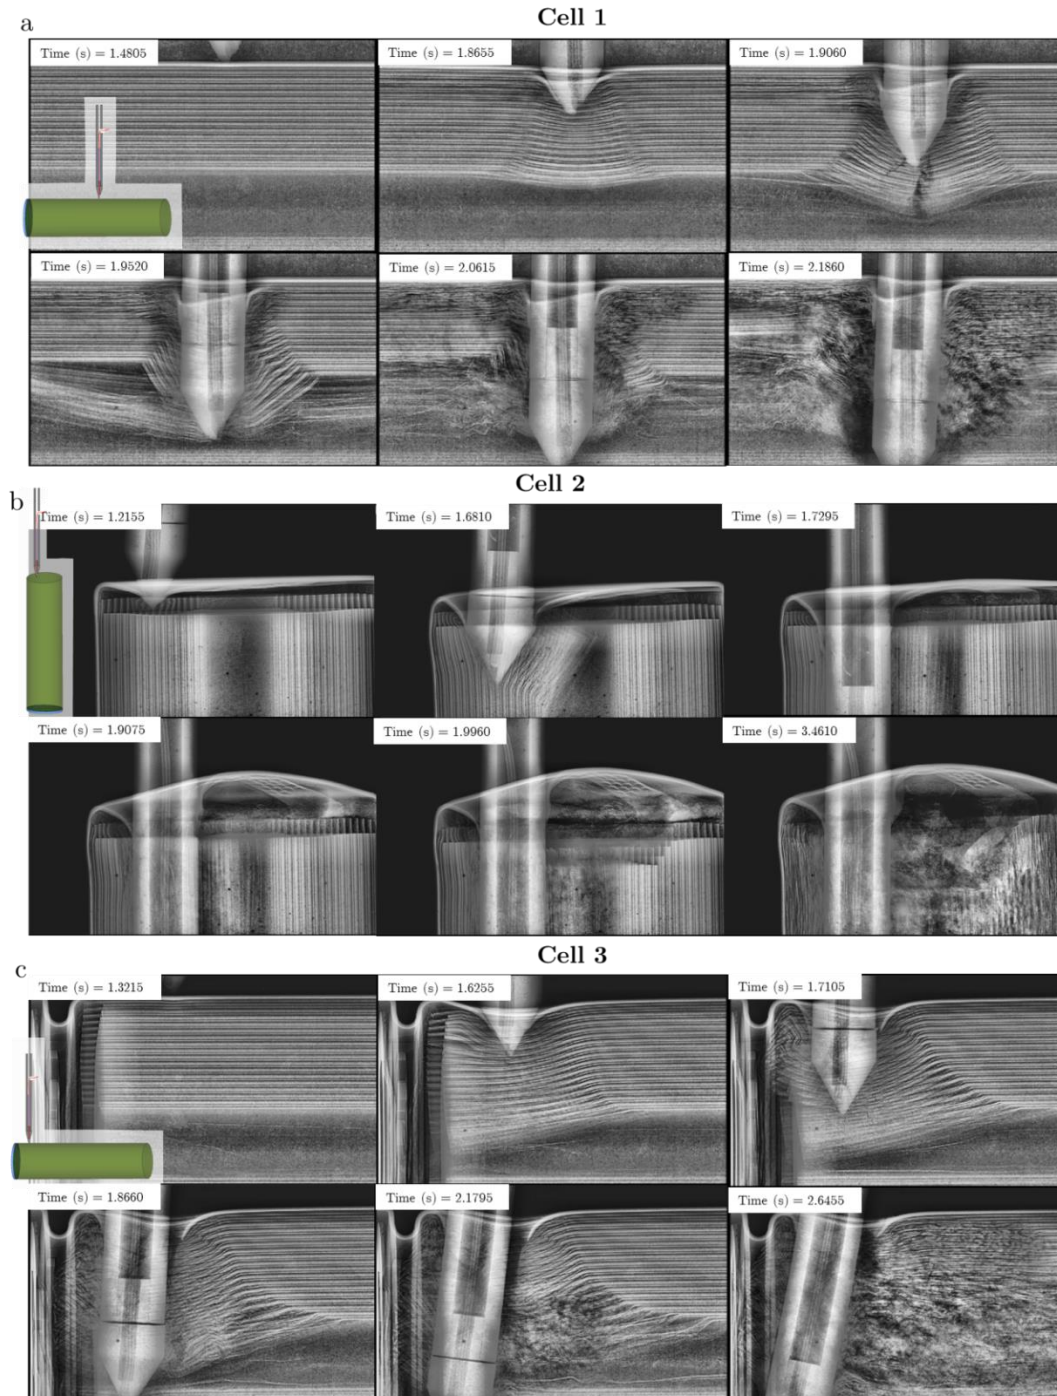 a
Cell 1
Time (s) = 1.4805
Time (s) = 1.8655
Time (s) = 1.9060
Time (s) = 1.9520
Time (s) = 2.0615
Time (s) = 2.1860
b
Cell 2
Time (s) = 1.2155
Time (s) = 1.6810
Time (s) = 1.7295
Time (s) = 1.9075
Time (s) = 1.9960
Time (s) = 3.4610
c
Cell 3
Time (s) = 1.3215
Time (s) = 1.6255
Time (s) = 1.7105
Time (s) = 1.8660
Time (s) = 2.1795
Time (s) = 2.6455